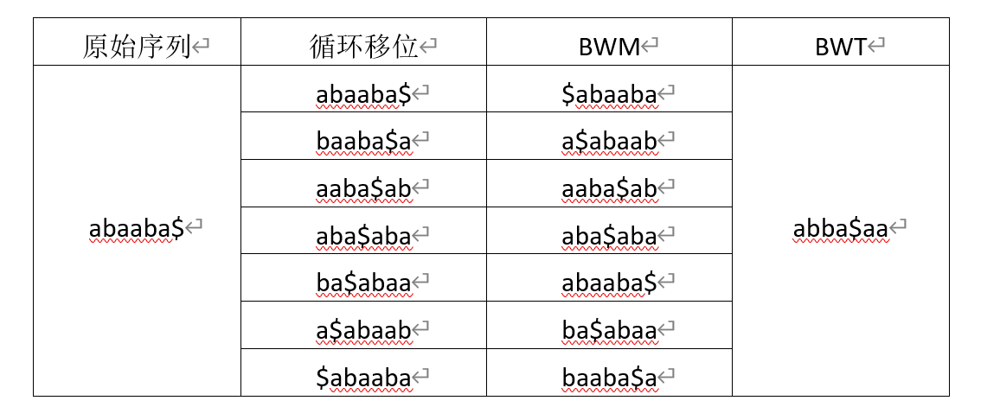 原始序列 循环移位 BWM BWT
abaaba$ $abaaba
baaba$a a$abaab
aaba$ab aaba$ab
abaaba$ aba$aba aba$aba abba$aa
ba$abaa abaaba$
a$abaab ba$abaa
$abaaba baaba$a